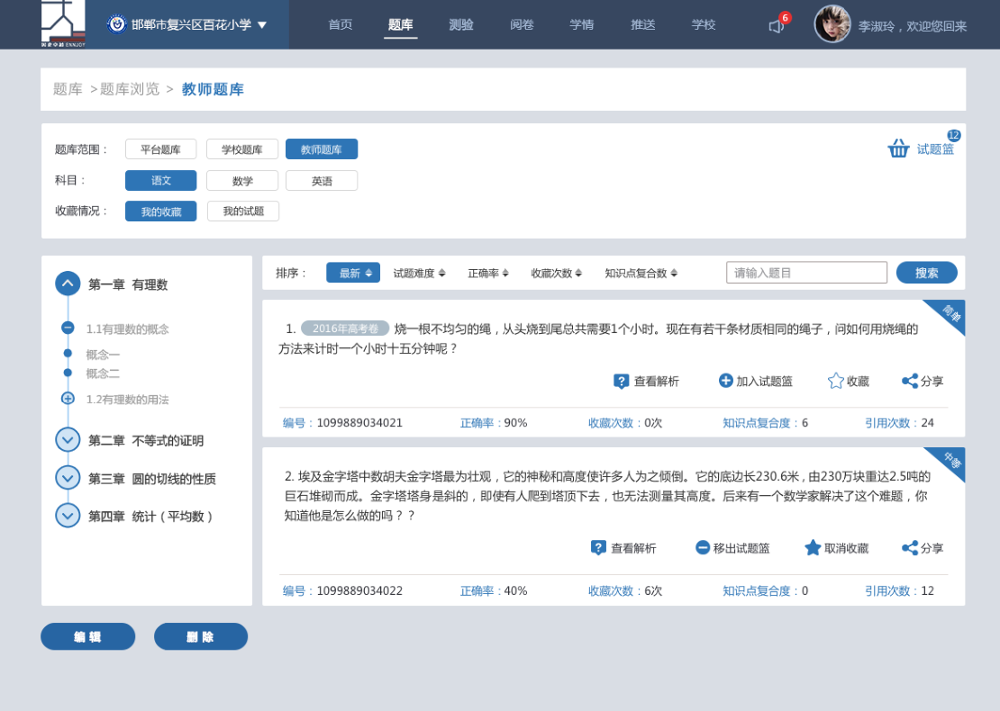 邯郸市复兴区百花小学 首页 题库 测验 阅卷 学情 推送 学校 6 李淑玲，欢迎您回来
题库 >题库浏览 > 教师题库
题库范围： 平台题库 学校题库 教师题库 试题篮 12
科目： 语文 数学 英语
收藏情况： 我的收藏 我的试题
第一章 有理数
1.1有理数的概念
概念一
概念二
1.2有理数的用法
第二章 不等式的证明
第三章 圆的切线的性质
第四章 统计（平均数）
排序： 最新 试题难度 正确率 收藏次数 知识点复合数 请输入题目 搜索
简单
1. 2016年高考卷 烧一根不均匀的绳，从头烧到尾总共需要1个小时。现在有若干条材质相同的绳子，问如何用烧绳的
方法来计时一个小时十五分钟呢？
查看解析 加入试题篮 收藏 分享
编号：1099889034021 正确率：90% 收藏次数：0次 知识点复合度：6 引用次数：24
中等
2. 埃及金字塔中数胡夫金字塔最为壮观，它的神秘和高度使许多人为之倾倒。它的底边长230.6米，由230万块重达2.5吨的
巨石堆砌而成。金字塔塔身是斜的，即使有人爬到塔顶下去，也无法测量其高度。后来有一个数学家解决了这个难题，你
知道他是怎么做的吗？？
查看解析 移出试题篮 取消收藏 分享
编号：1099889034022 正确率：40% 收藏次数：6次 知识点复合度：0 引用次数：12
编 辑 删 除